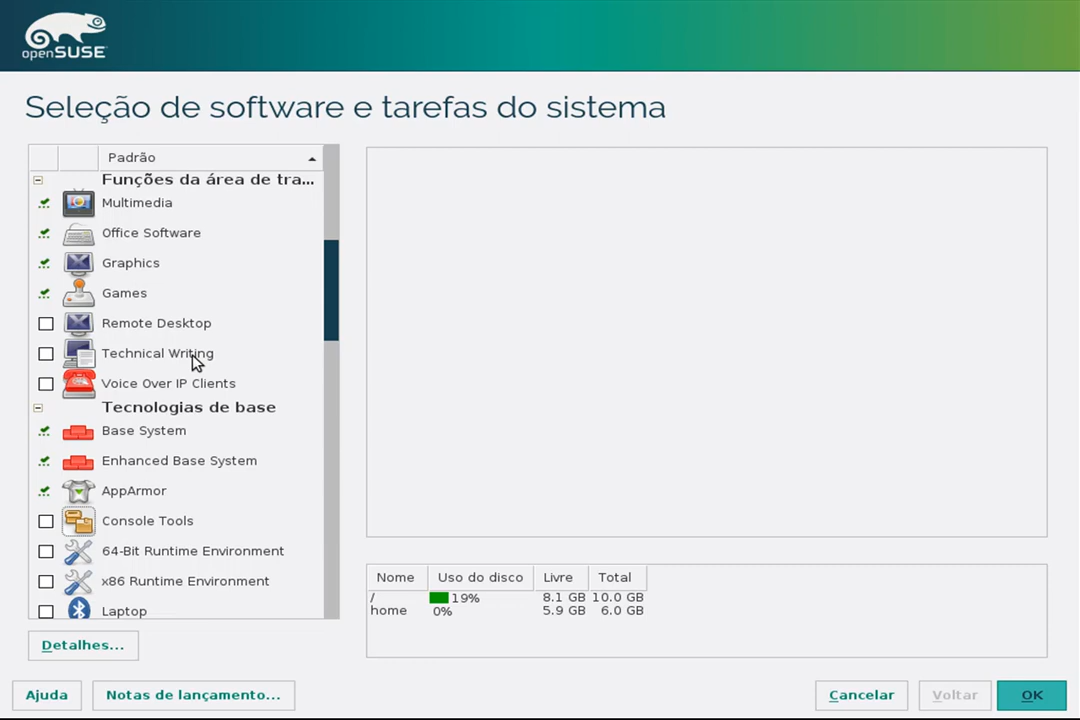 openSUSE
Seleção de software e tarefas do sistema
Padrão
Funções da área de tra...
Multimedia
Office Software
Graphics
Games
Remote Desktop
Technical Writing
Voice Over IP Clients
Tecnologias de base
Base System
Enhanced Base System
AppArmor
Console Tools
64-Bit Runtime Environment
x86 Runtime Environment
Laptop
Nome Uso do disco Livre Total
/ 19% 8.1 GB 10.0 GB
home 0% 5.9 GB 6.0 GB
Detalhes...
Ajuda Notas de lançamento... Cancelar Voltar OK